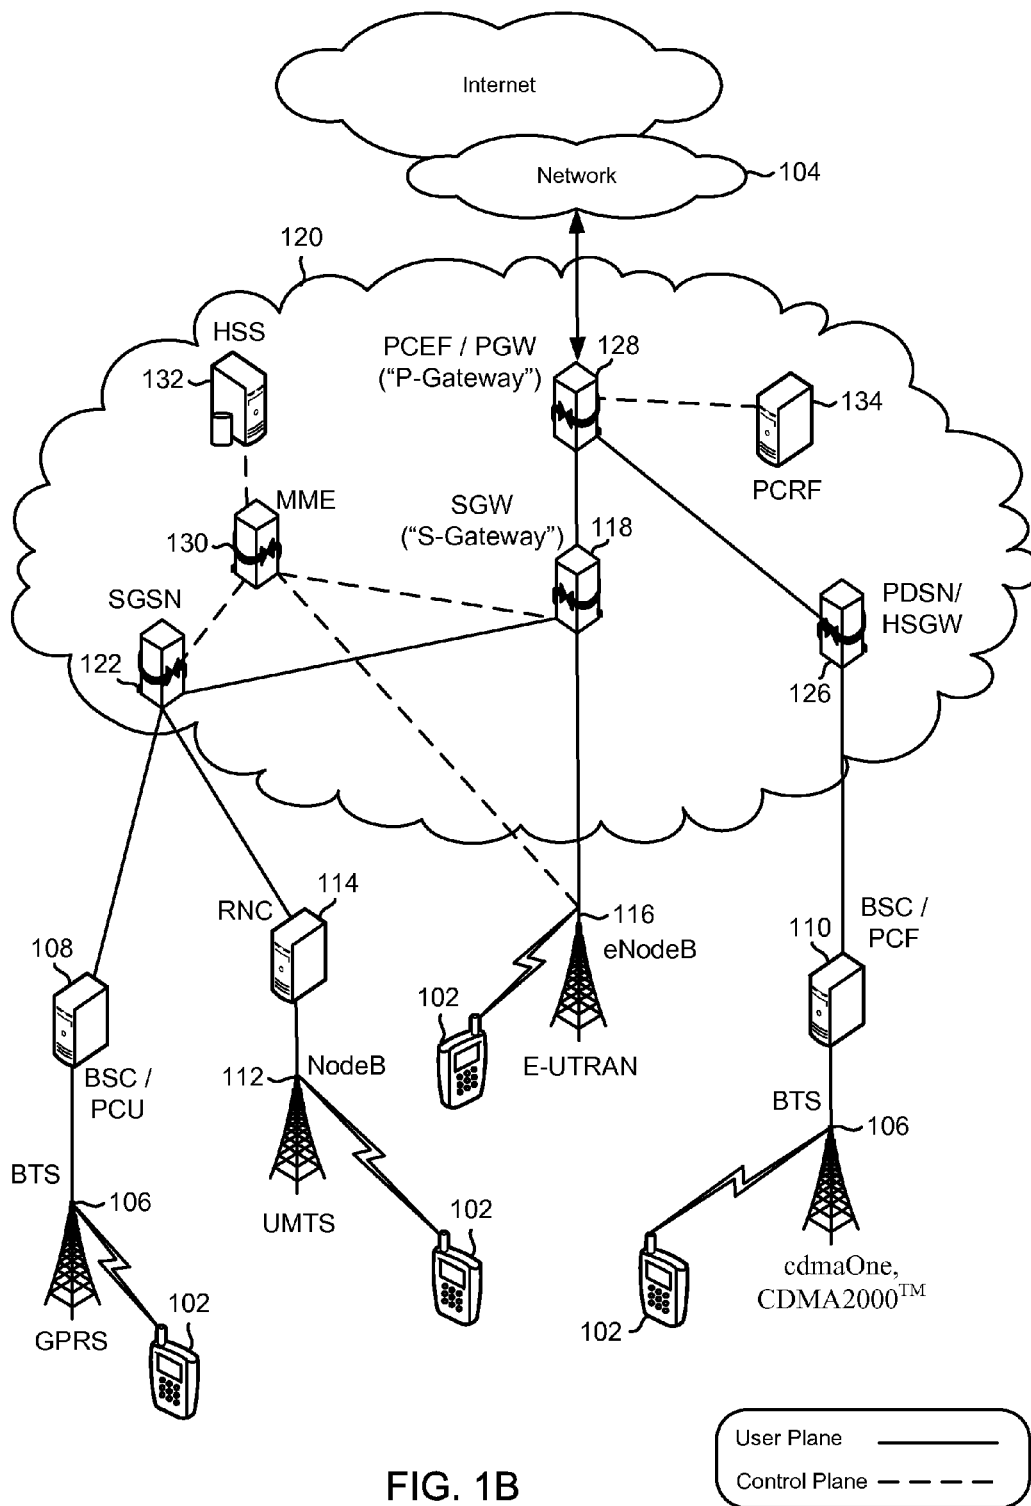 Internet
Network
104
120
HSS
132
PCEF / PGW
("P-Gateway")
128
134
PCRF
MME
130
SGW
("S-Gateway")
118
SGSN
122
PDSN/
HSGW
126
RNC
114
116
eNodeB
BSC /
PCF
110
108
102
E-UTRAN
BSC /
PCU
NodeB
112
BTS
106
BTS
106
UMTS
102
cdmaOne,
CDMA2000™
102
GPRS
102
User Plane
Control Plane
FIG. 1B